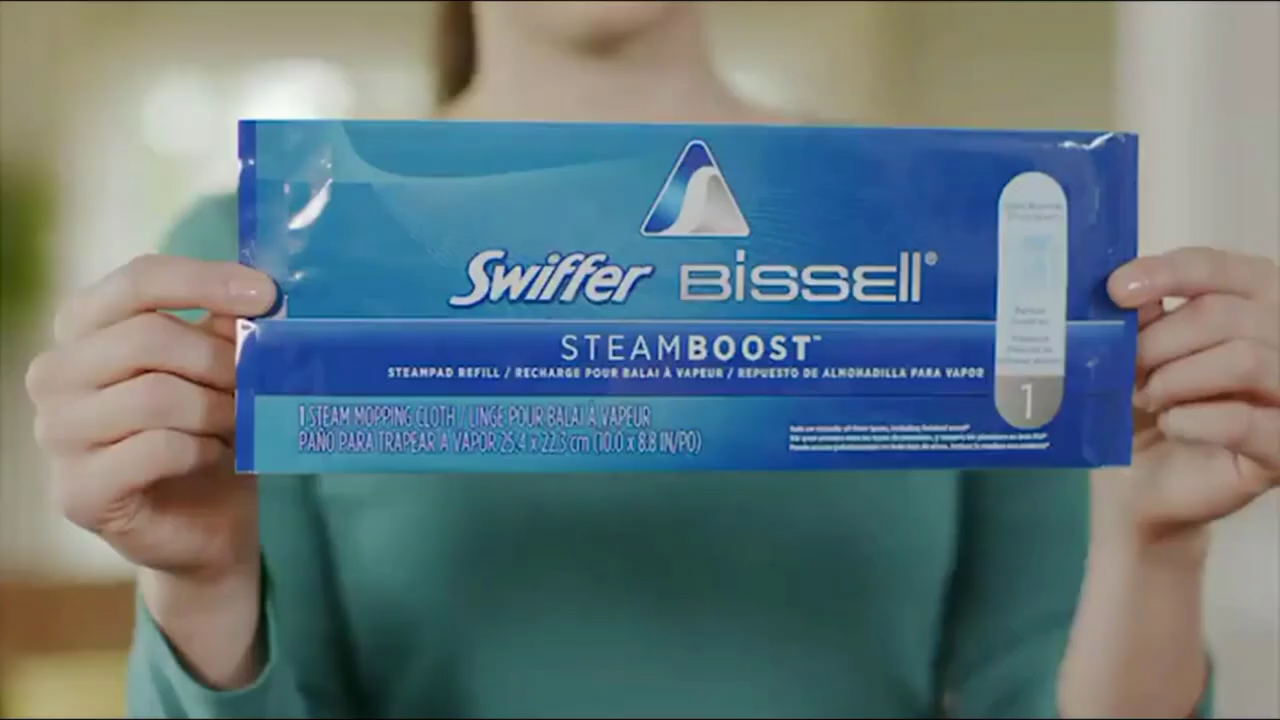 Swiffer BISSELL®
STEAMBOOST™
STEAMPAD REFILL / RECHARGE POUR BALAI À VAPEUR / REPUESTO DE ALMOHADILLA PARA VAPOR
1 STEAM MOPPING CLOTH / LINGE POUR BALAI À VAPEUR
PAÑO PARA TRAPEAR A VAPOR 25.4 x 22.3 cm (10.0 x 8.8 IN/PO)
1